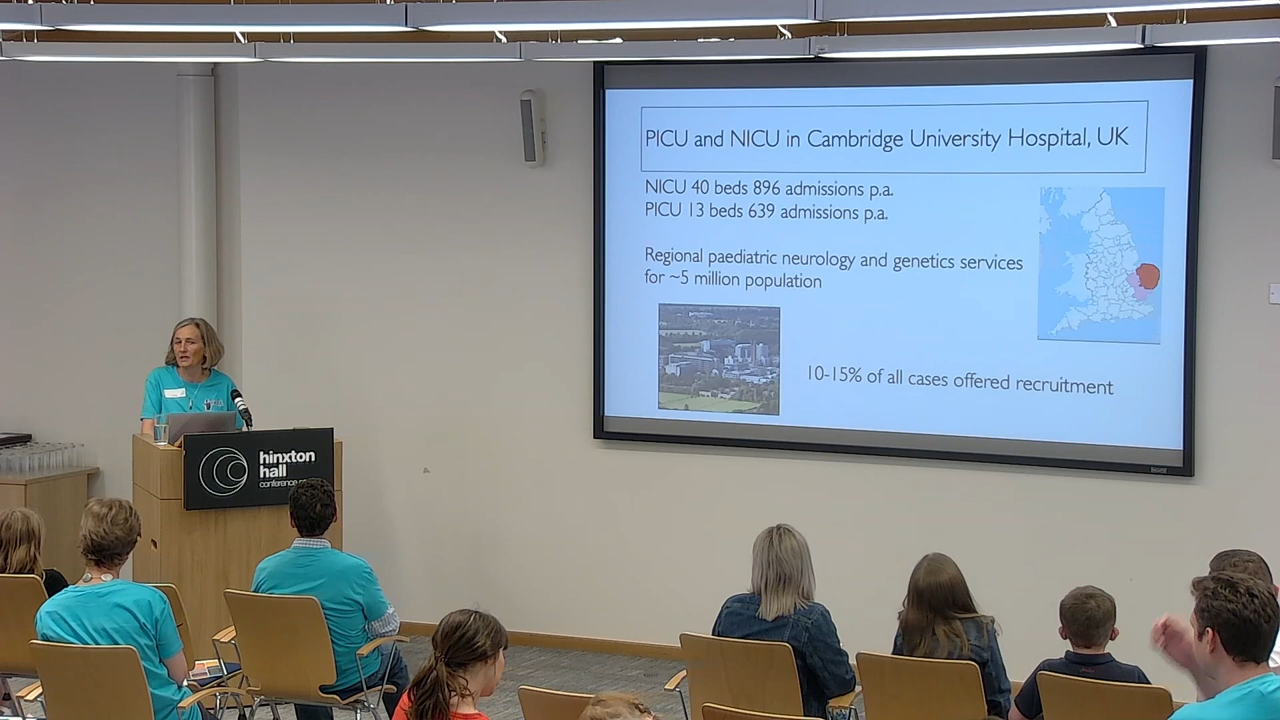 PICU and NICU in Cambridge University Hospital, UK
NICU 40 beds 896 admissions p.a.
PICU 13 beds 639 admissions p.a.
Regional paediatric neurology and genetics services
for ~5 million population
10-15% of all cases offered recruitment
hinxton
hall